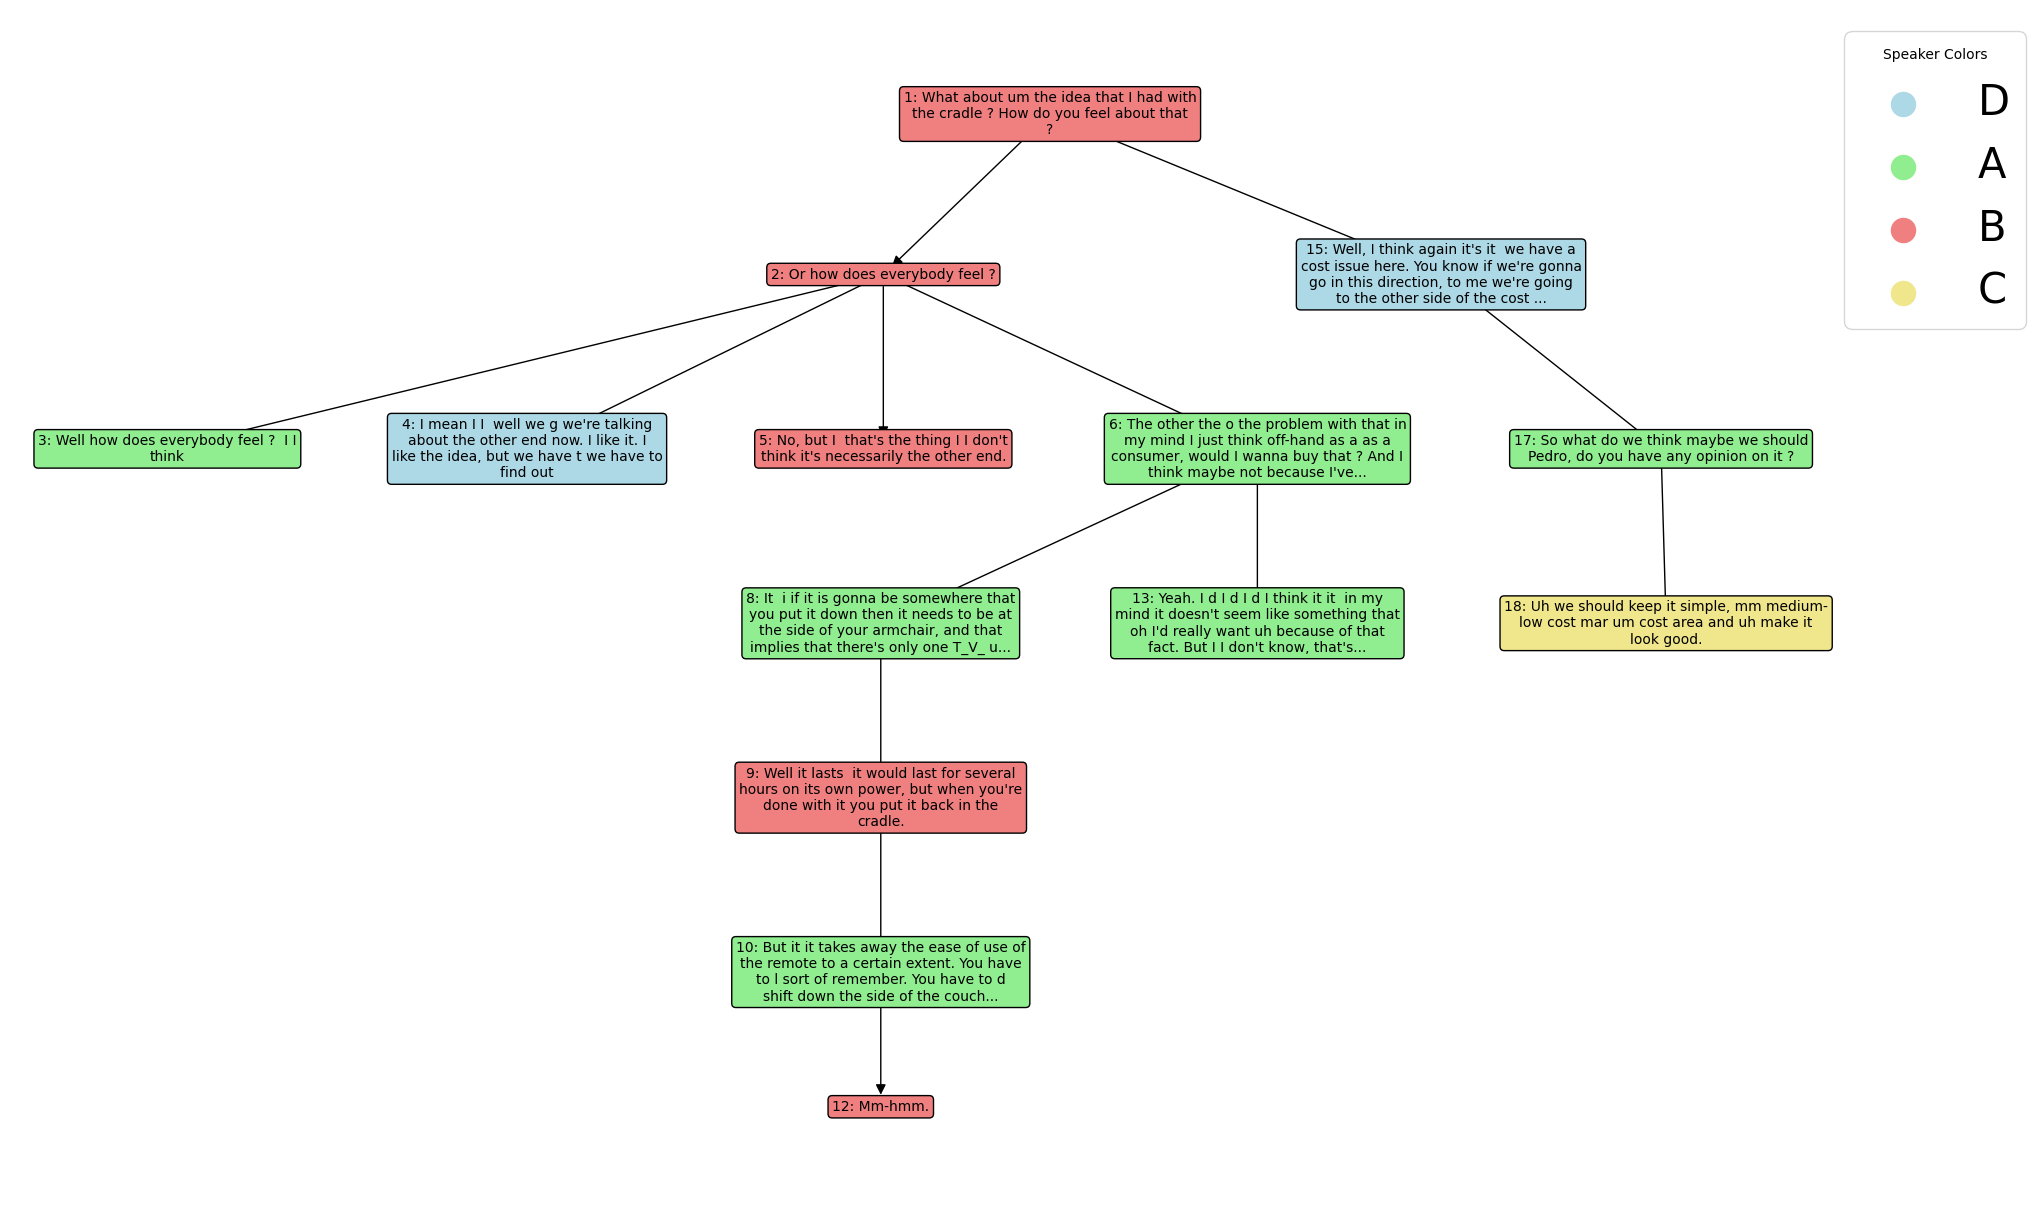 1: What about um the idea that I had with
the cradle ? How do you feel about that
?
2: Or how does everybody feel ?
15: Well, I think again it's it  we have a
cost issue here. You know if we're gonna
go in this direction, to me we're going
to the other side of the cost ...
3: Well how does everybody feel ?  I I
think
4: I mean I I  well we g we're talking
about the other end now. I like it. I
like the idea, but we have t we have to
find out
5: No, but I  that's the thing I I don't
think it's necessarily the other end.
6: The other the o the problem with that in
my mind I just think off-hand as a as a
consumer, would I wanna buy that ? And I
think maybe not because I've...
17: So what do we think maybe we should
Pedro, do you have any opinion on it ?
8: It  i if it is gonna be somewhere that
you put it down then it needs to be at
the side of your armchair, and that
implies that there's only one T_V_ u...
13: Yeah. I d I d I d I think it it  in my
mind it doesn't seem like something that
oh I'd really want uh because of that
fact. But I I don't know, that's...
18: Uh we should keep it simple, mm medium-
low cost mar um cost area and uh make it
look good.
9: Well it lasts  it would last for several
hours on its own power, but when you're
done with it you put it back in the
cradle.
10: But it it takes away the ease of use of
the remote to a certain extent. You have
to l sort of remember. You have to d
shift down the side of the couch...
12: Mm-hmm.
Speaker Colors
D
A
B
C